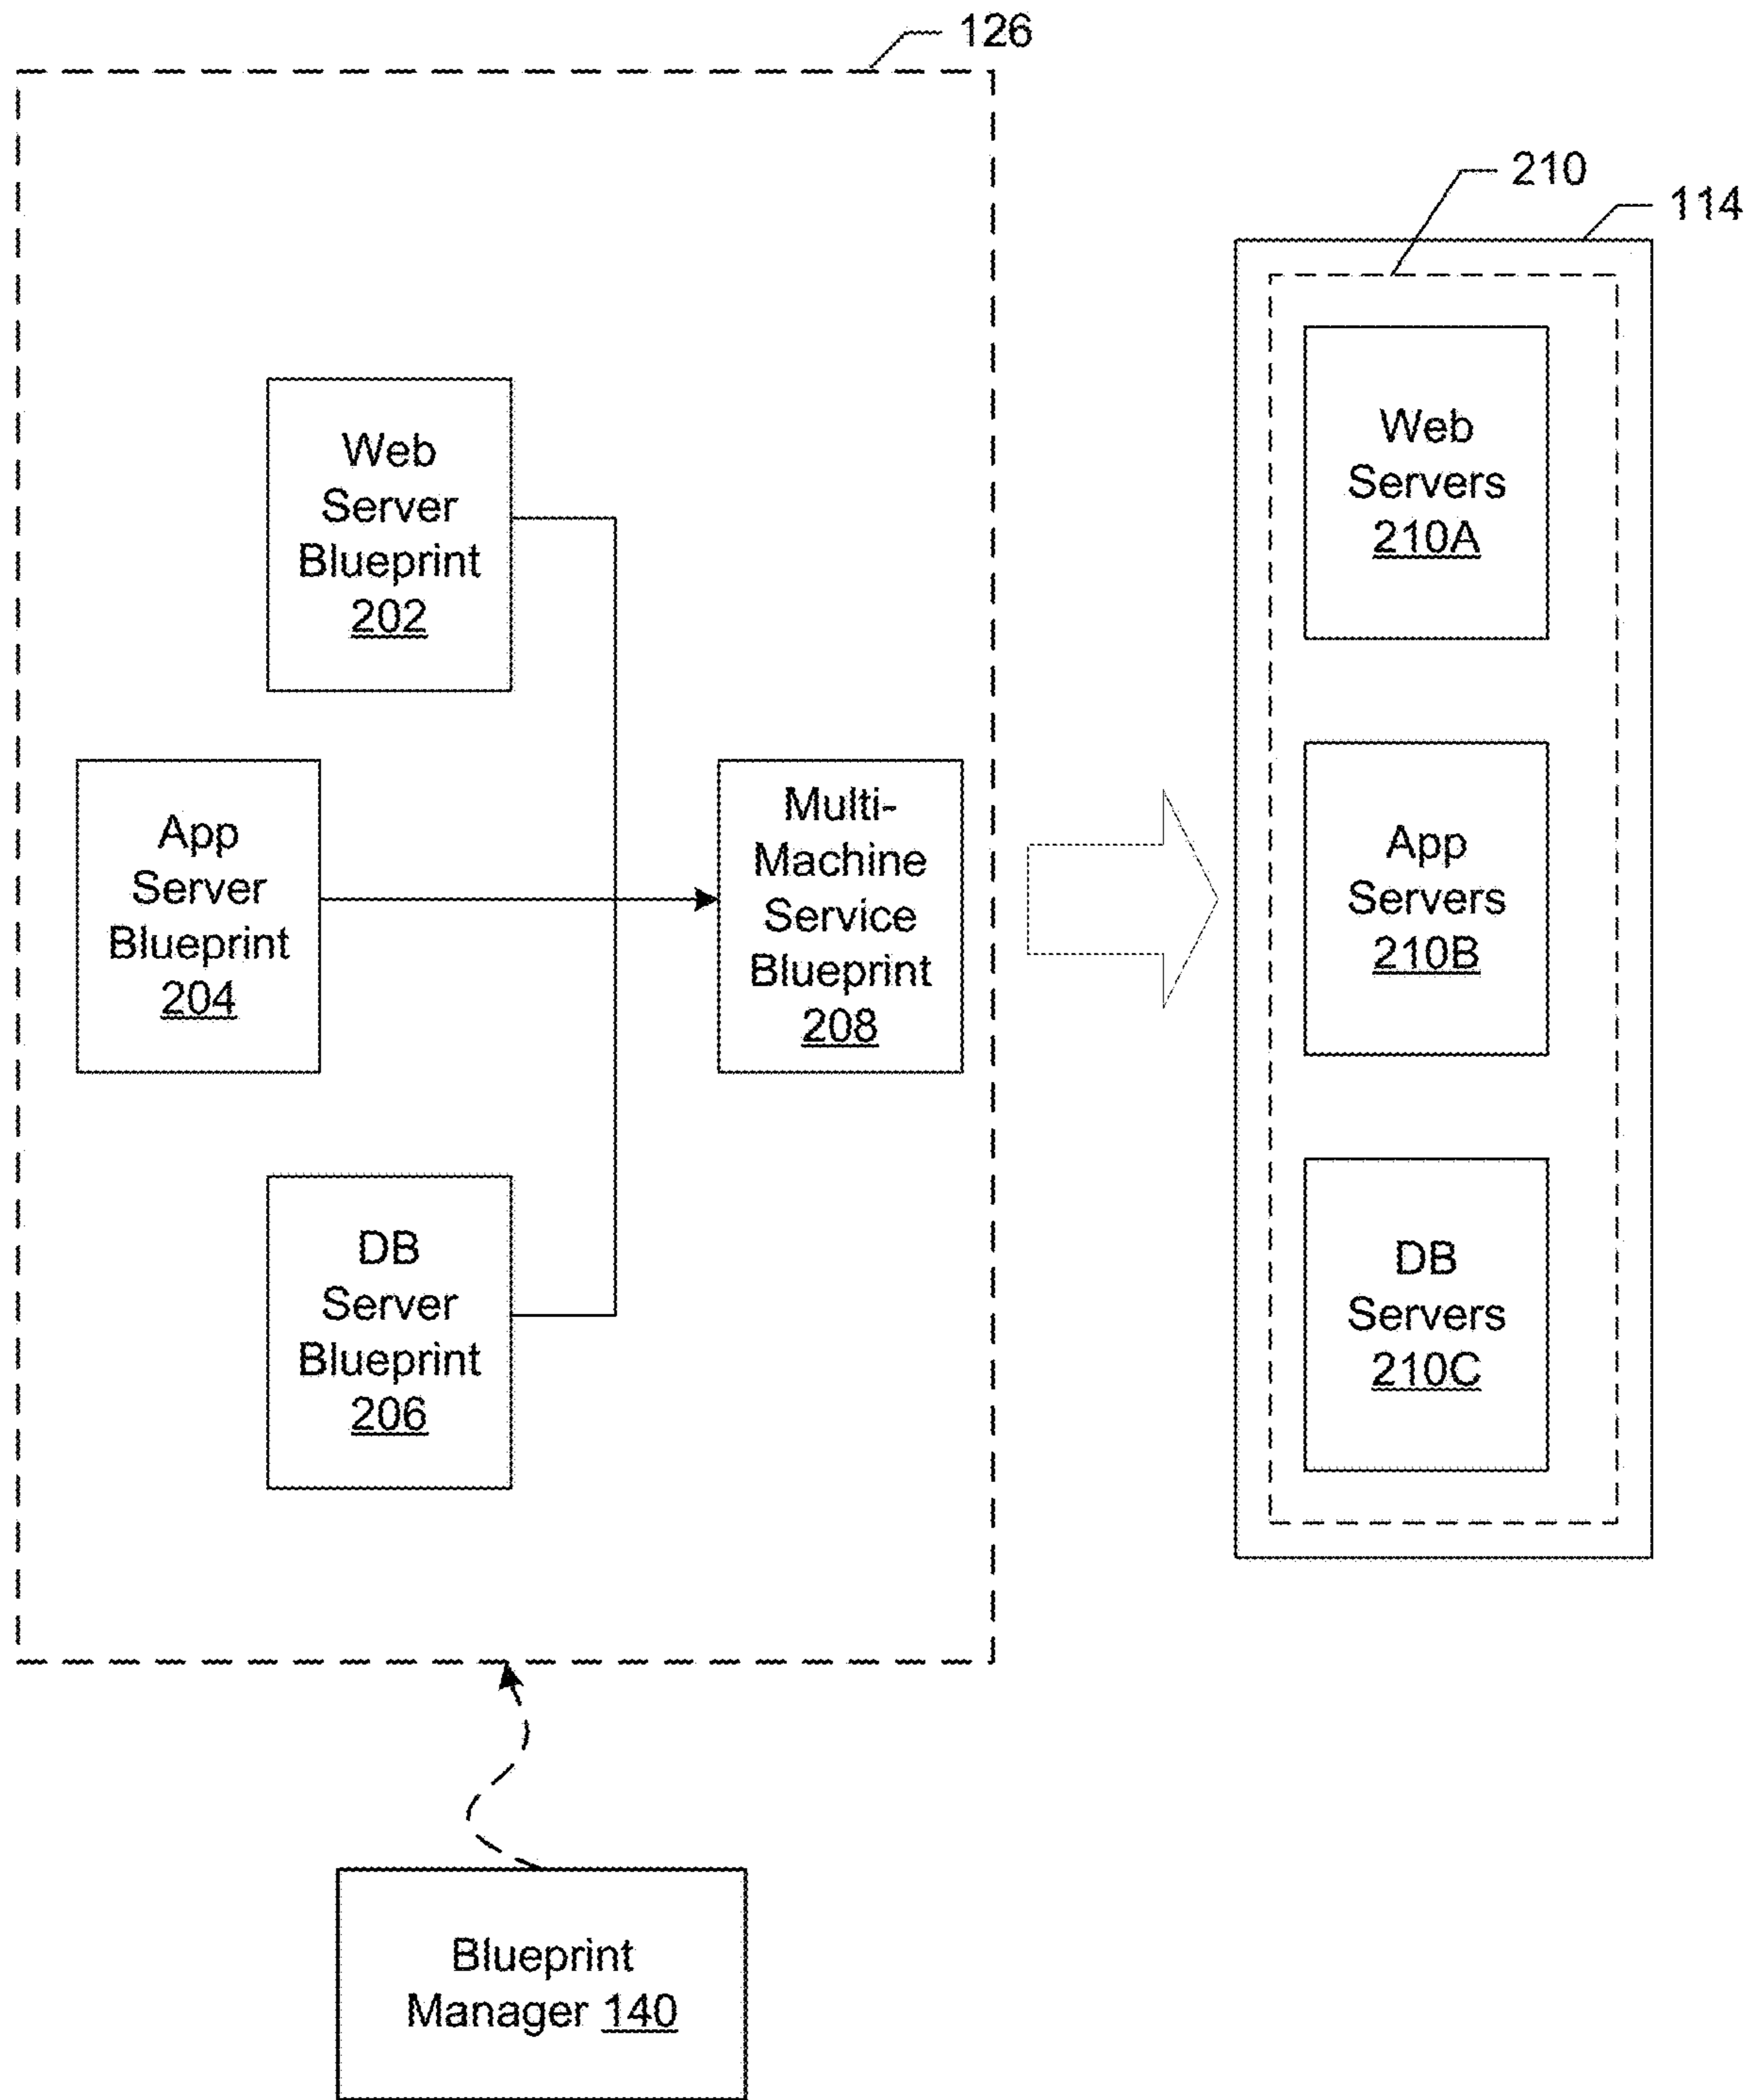 126
210
114
Web
Server
Blueprint
202
App
Server
Blueprint
204
DB
Server
Blueprint
206
Multi-
Machine
Service
Blueprint
208
Web
Servers
210A
App
Servers
210B
DB
Servers
210C
Blueprint
Manager 140